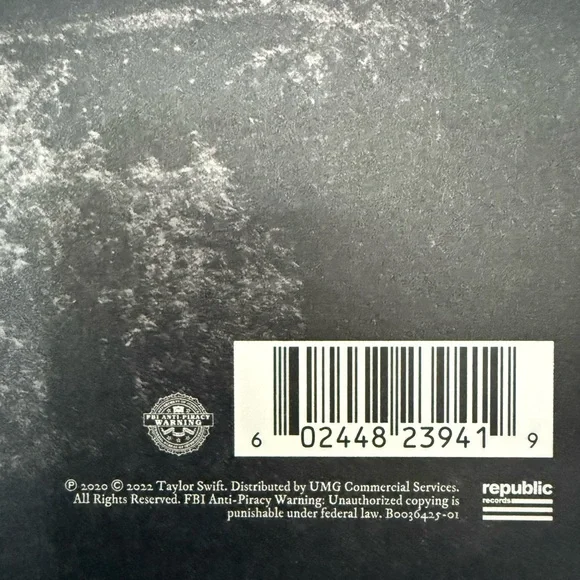 FBI ANTI-PIRACY
WARNING
6 02448 23941 9
℗ 2020 © 2022 Taylor Swift. Distributed by UMG Commercial Services.
All Rights Reserved. FBI Anti-Piracy Warning: Unauthorized copying is
punishable under federal law. B0036425-01
republic
records